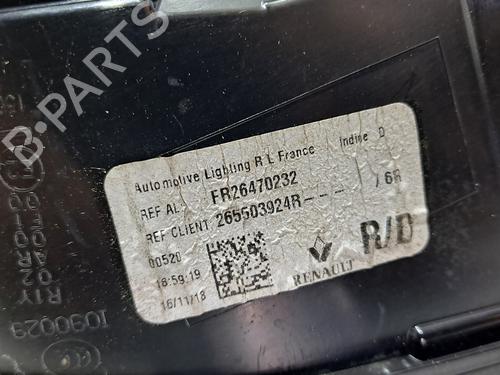 B-PARTS
Automotive Lighting R L France Indice D
REF AL FR26470232
REF CLIENT 265503924R--- / 68
00520
16:59:19
16/11/18
RENAULT
R/D
1090029